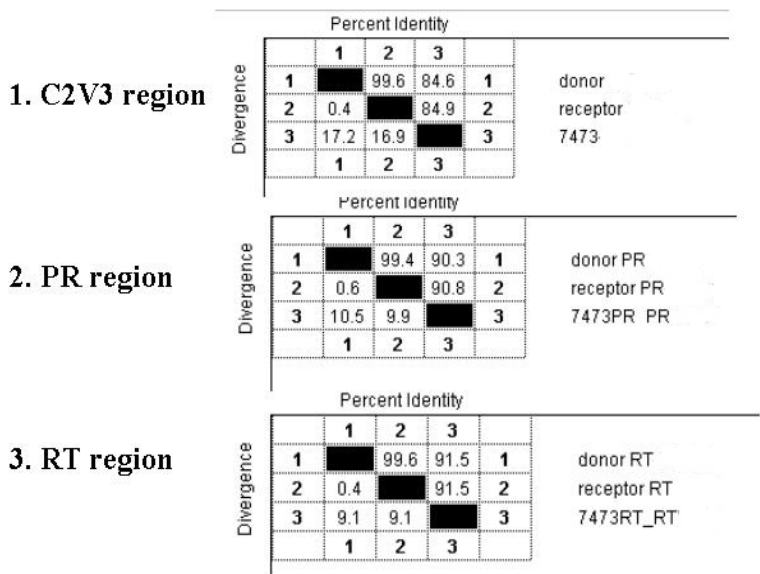 Percent Identity
1 2 3
1. C2V3 region
Divergence
1 99.6 84.6 1 donor
2 0.4 84.9 2 receptor
3 17.2 16.9 3 7473
1 2 3
Percent Identity
1 2 3
2. PR region
Divergence
1 99.4 90.3 1 donor PR
2 0.6 90.8 2 receptor PR
3 10.5 9.9 3 7473PR PR
1 2 3
Percent Identity
1 2 3
3. RT region
Divergence
1 99.6 91.5 1 donor RT
2 0.4 91.5 2 receptor RT
3 9.1 9.1 3 7473RT_RT
1 2 3